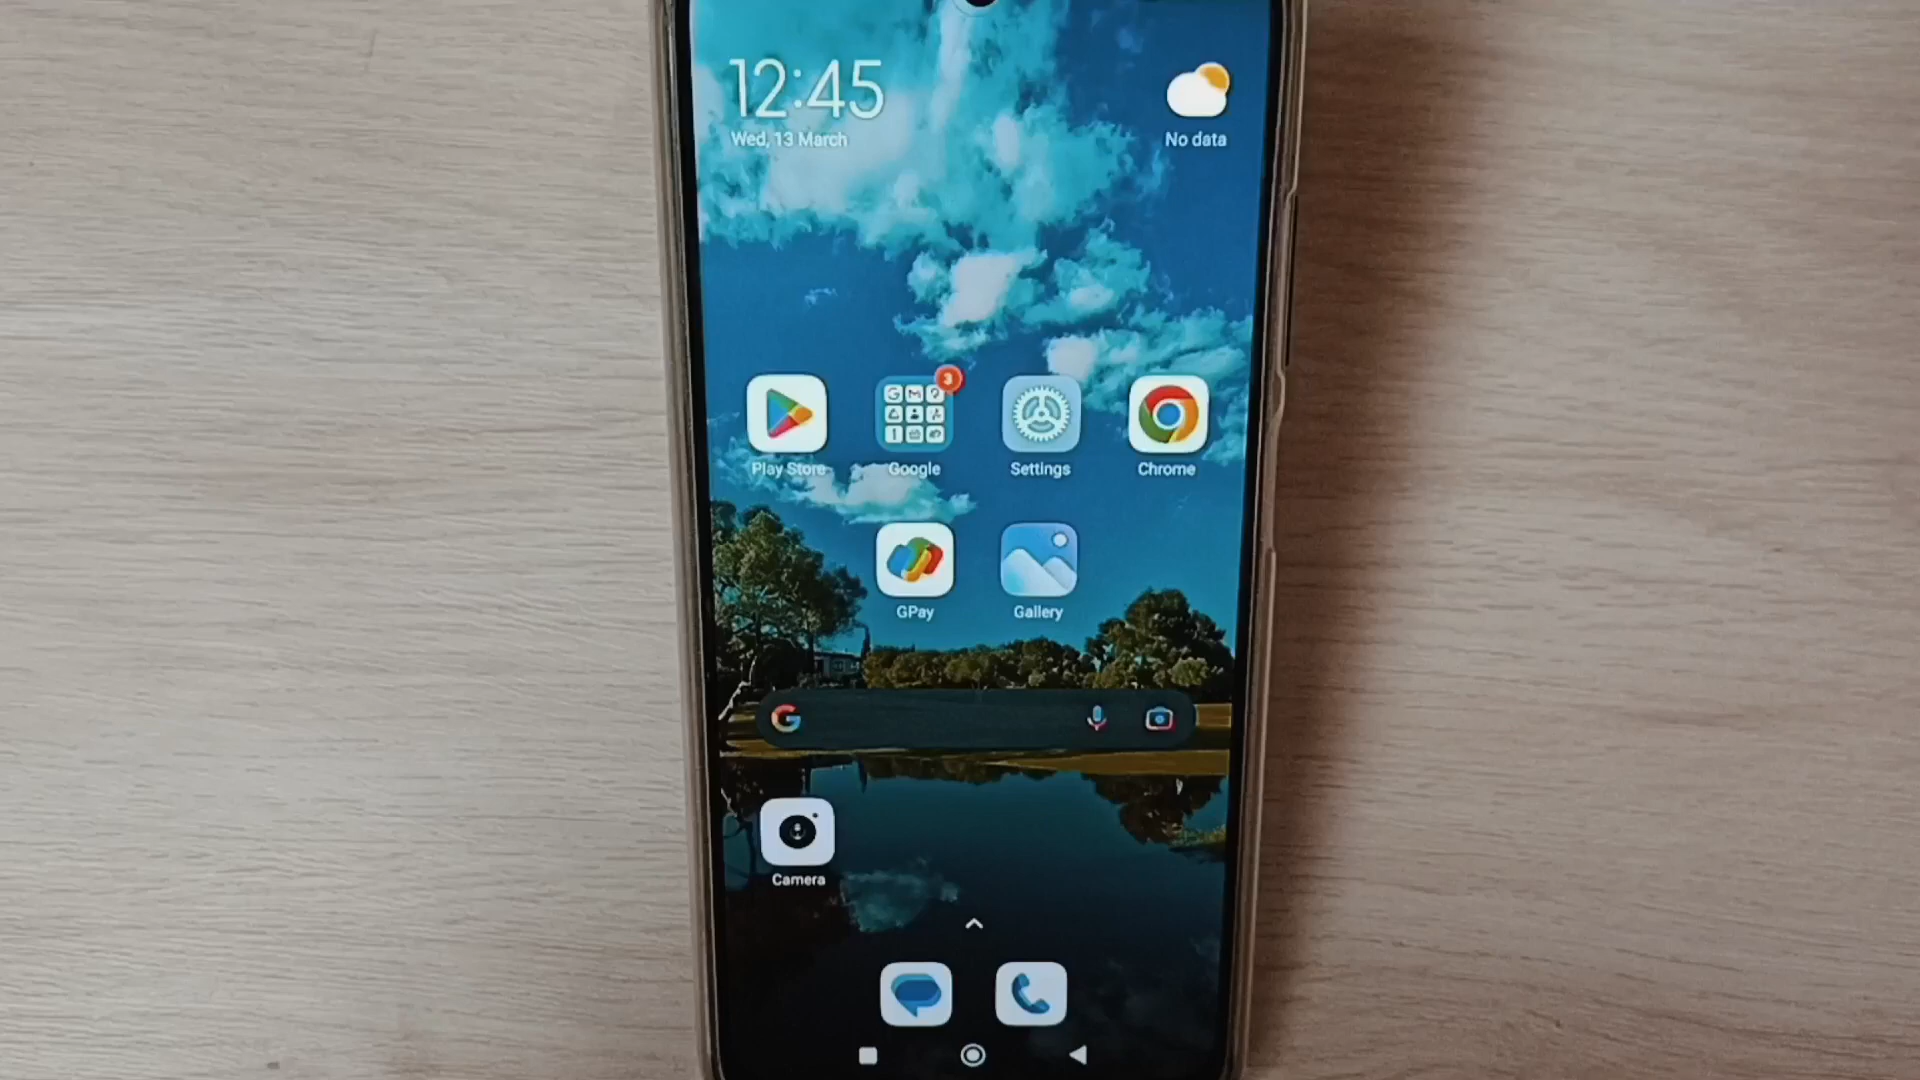 12:45
Wed, 13 March
No data
3
Play Store
Google
Settings
Chrome
GPay
Gallery
G
Camera